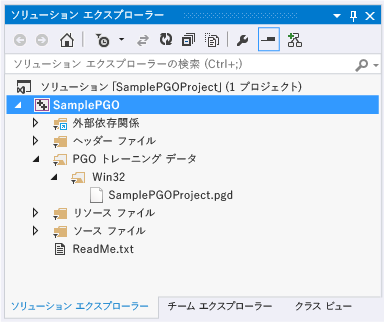 ソリューション エクスプローラー
ソリューション エクスプローラーの検索 (Ctrl+;)
ソリューション「SamplePGOProject」(1 プロジェクト)
SamplePGO
外部依存関係
ヘッダー ファイル
PGO トレーニング データ
Win32
SamplePGOProject.pgd
リソース ファイル
ソース ファイル
ReadMe.txt
ソリューション エクスプローラー チーム エクスプローラー クラス ビュー